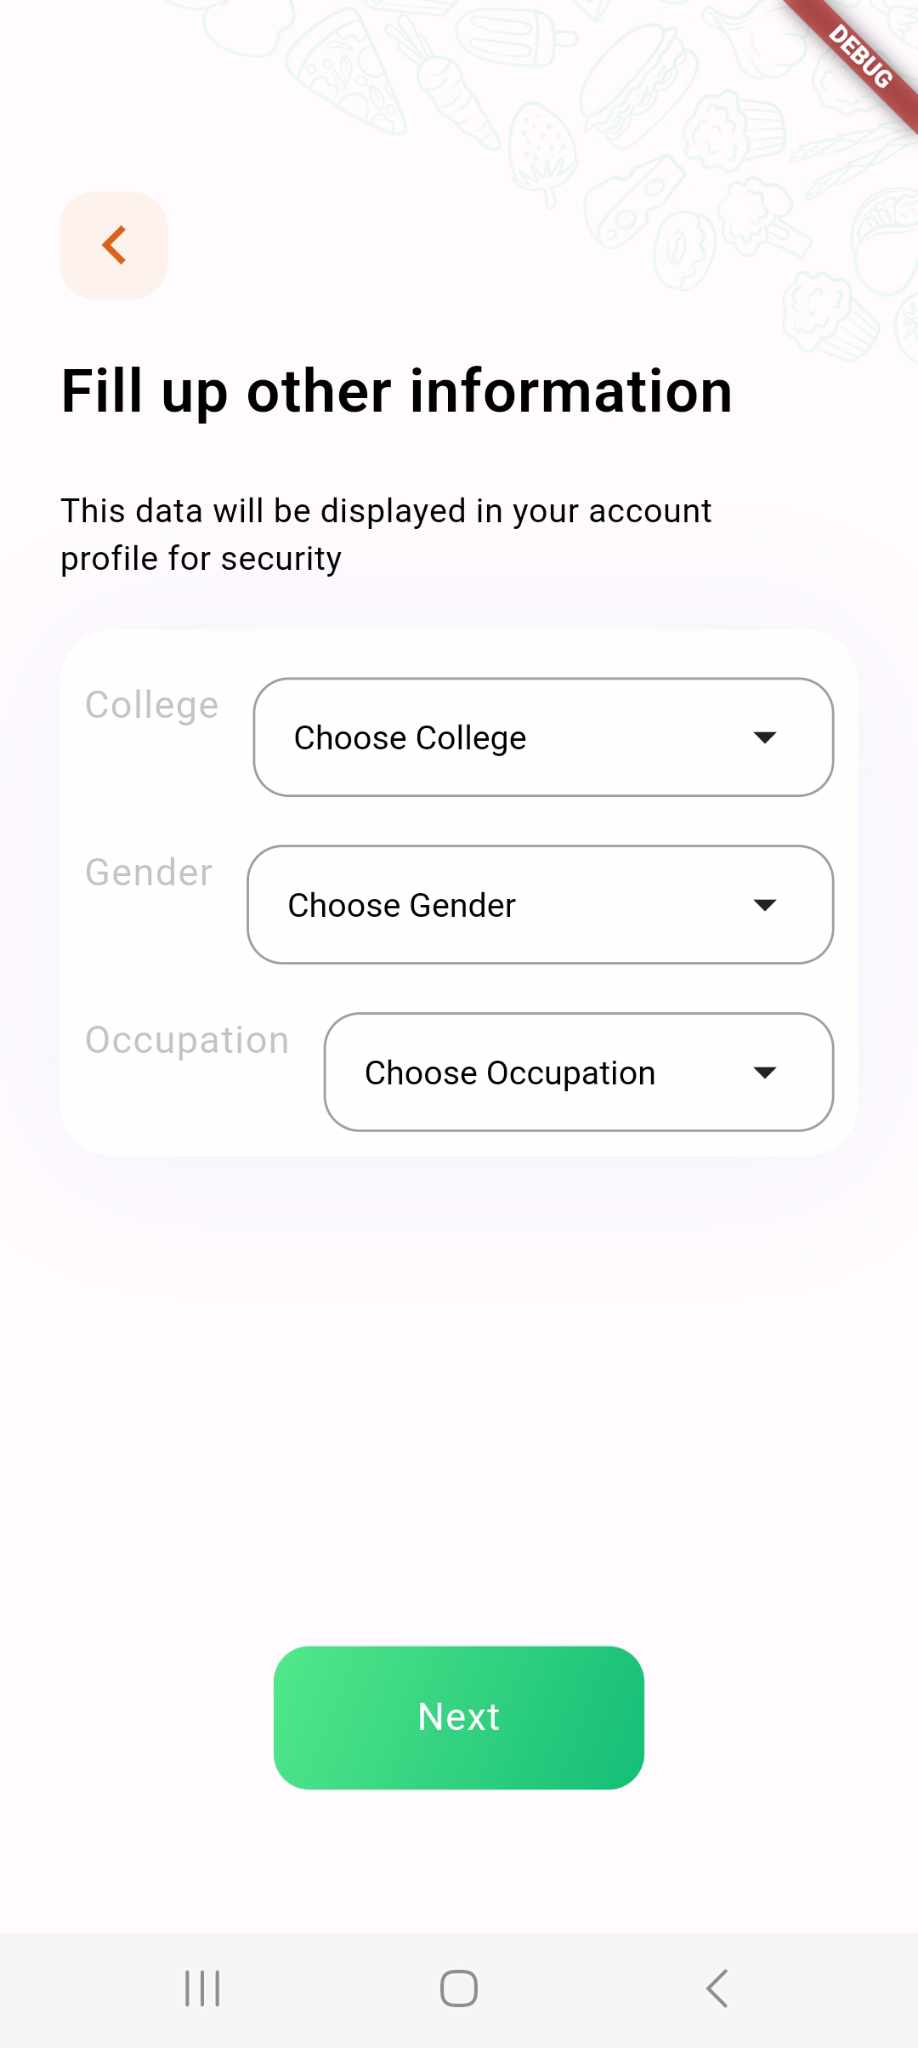 DEBUG
Fill up other information
This data will be displayed in your account
profile for security
College
Choose College
Gender
Choose Gender
Occupation
Choose Occupation
Next